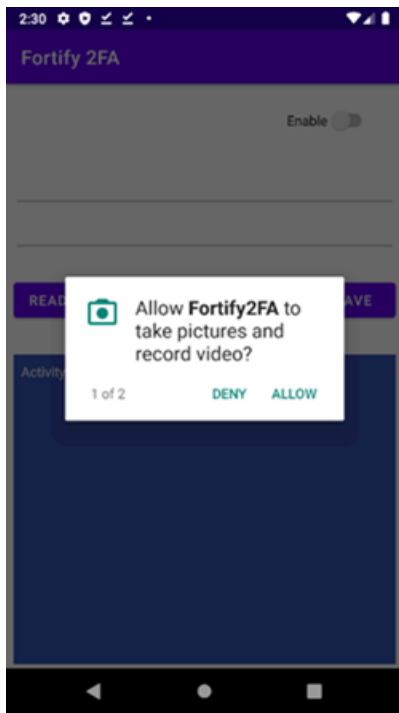 2:30
Fortify 2FA
Enable
READ
AVE
Allow Fortify2FA to
take pictures and
record video?
Activity
1 of 2 DENY ALLOW